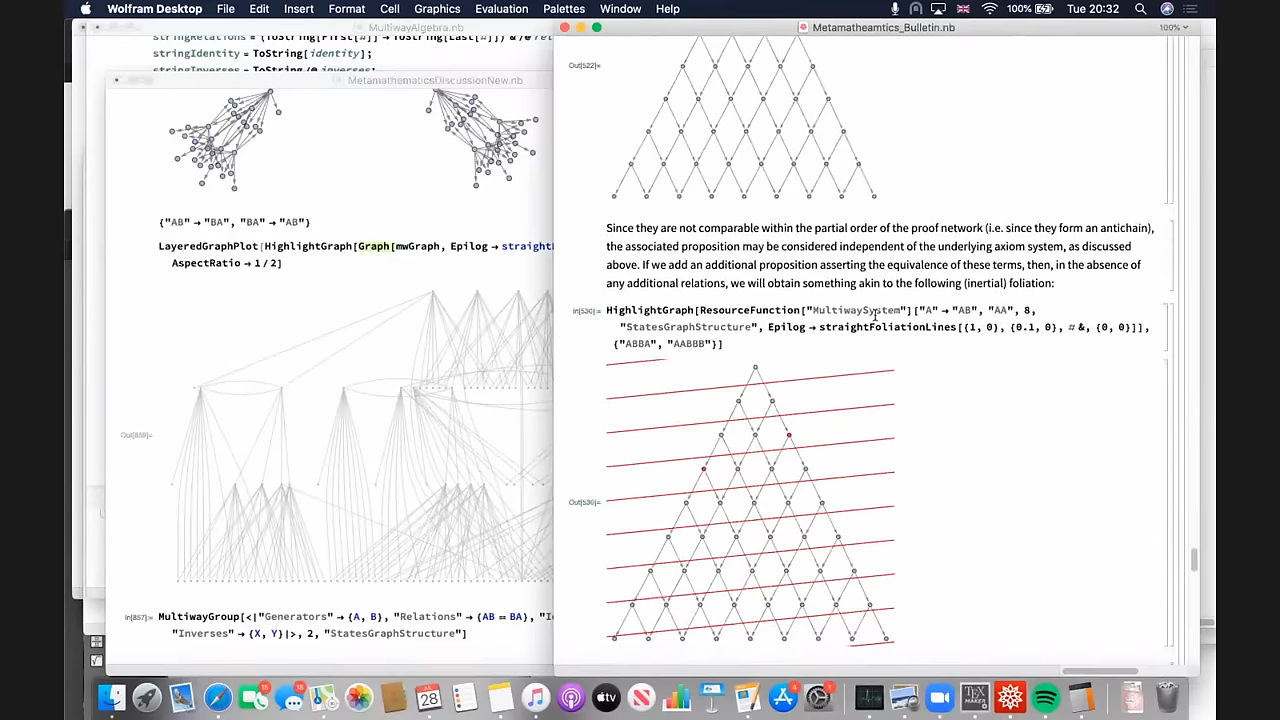 Wolfram Desktop File Edit Insert Format Cell Graphics Evaluation Palettes Window Help 100% Tue 20:32
MultiwayAlgebra.nb
stringIdentity = ToString[identity];
stringInverses = ToString /@ inverses;
MetamathematicsDiscussionNew.nb
{"AB" → "BA", "BA" → "AB"}
LayeredGraphPlot[HighlightGraph[Graph[mwGraph, Epilog → straight
AspectRatio → 1 / 2]
Out[859]=
In[857]:= MultiwayGroup[<|"Generators" → {A, B}, "Relations" → {AB == BA}, "I
"Inverses" → {X, Y}|>, 2, "StatesGraphStructure"]
Metamatheamtics_Bulletin.nb 100%
Out[522]=
Since they are not comparable within the partial order of the proof network (i.e. since they form an antichain),
the associated proposition may be considered independent of the underlying axiom system, as discussed
above. If we add an additional proposition asserting the equivalence of these terms, then, in the absence of
any additional relations, we will obtain something akin to the following (inertial) foliation:
In[530]:= HighlightGraph[ResourceFunction["MultiwaySystem"]["A" → "AB", "AA", 8,
"StatesGraphStructure", Epilog → straightFoliationLines[{1, 0}, {0.1, 0}, # &, {0, 0}]],
{"ABBA", "AABBB"}]
Out[530]=